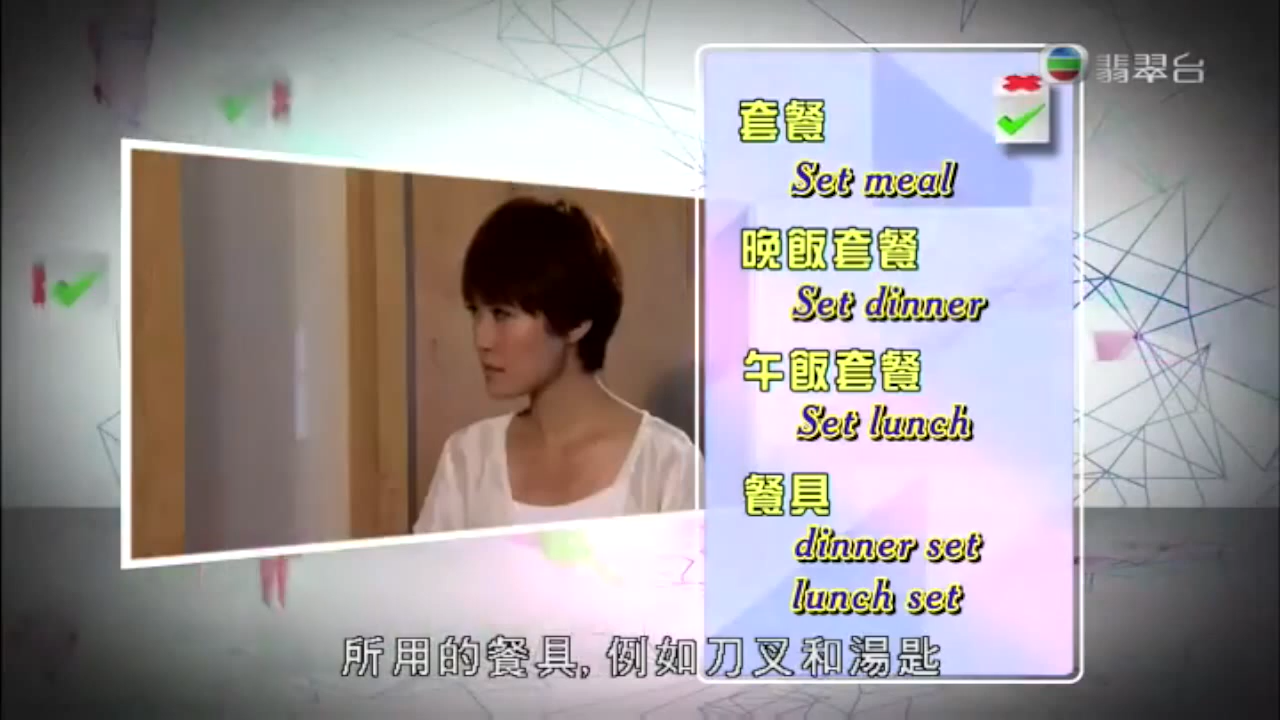 翡翠台
套餐
Set meal
晚飯套餐
Set dinner
午飯套餐
Set lunch
餐具
dinner set
lunch set
所用的餐具, 例如刀叉和湯匙